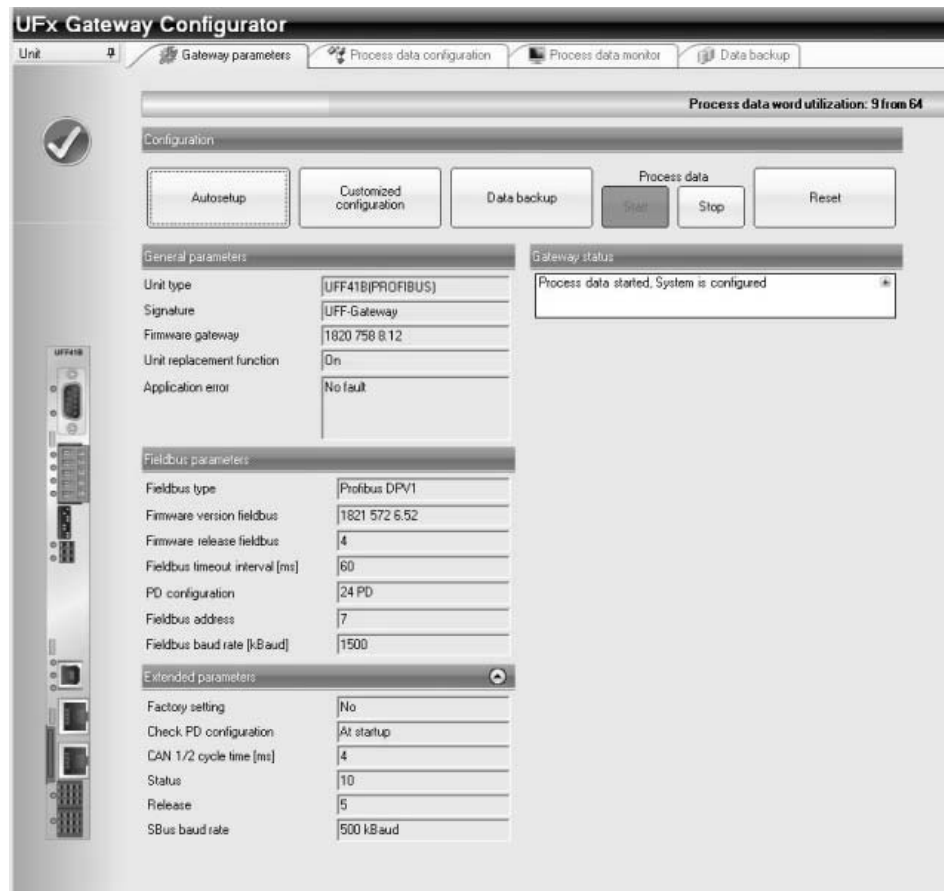 UFx Gateway Configurator
Unit
Gateway parameters
Process data configuration
Process data monitor
Data backup
Process data word utilization: 9 from 64
Configuration
Autosetup
Customized
configuration
Data backup
Process data
Start
Stop
Reset
General parameters
Unit type UFF41B(PROFIBUS)
Signature UFF-Gateway
Firmware gateway 1820 758 8.12
Unit replacement function On
Application error No fault
Gateway status
Process data started, System is configured
UFF41B
Fieldbus parameters
Fieldbus type Profibus DPV1
Firmware version fieldbus 1821 572 6.52
Firmware release fieldbus 4
Fieldbus timeout interval [ms] 60
PD configuration 24 PD
Fieldbus address 7
Fieldbus baud rate [kBaud] 1500
Extended parameters
Factory setting No
Check PD configuration At startup
CAN 1/2 cycle time [ms] 4
Status 10
Release 5
SBus baud rate 500 kBaud